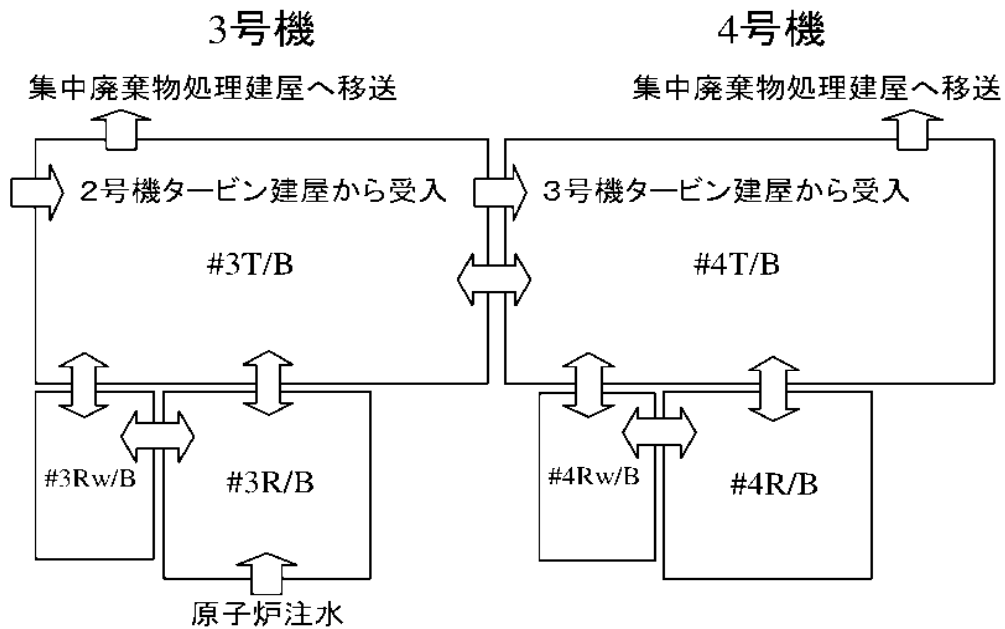 3号機
4号機
集中廃棄物処理建屋へ移送
集中廃棄物処理建屋へ移送
2号機タービン建屋から受入
3号機タービン建屋から受入
#3T/B
#4T/B
#3Rw/B
#3R/B
#4Rw/B
#4R/B
原子炉注水